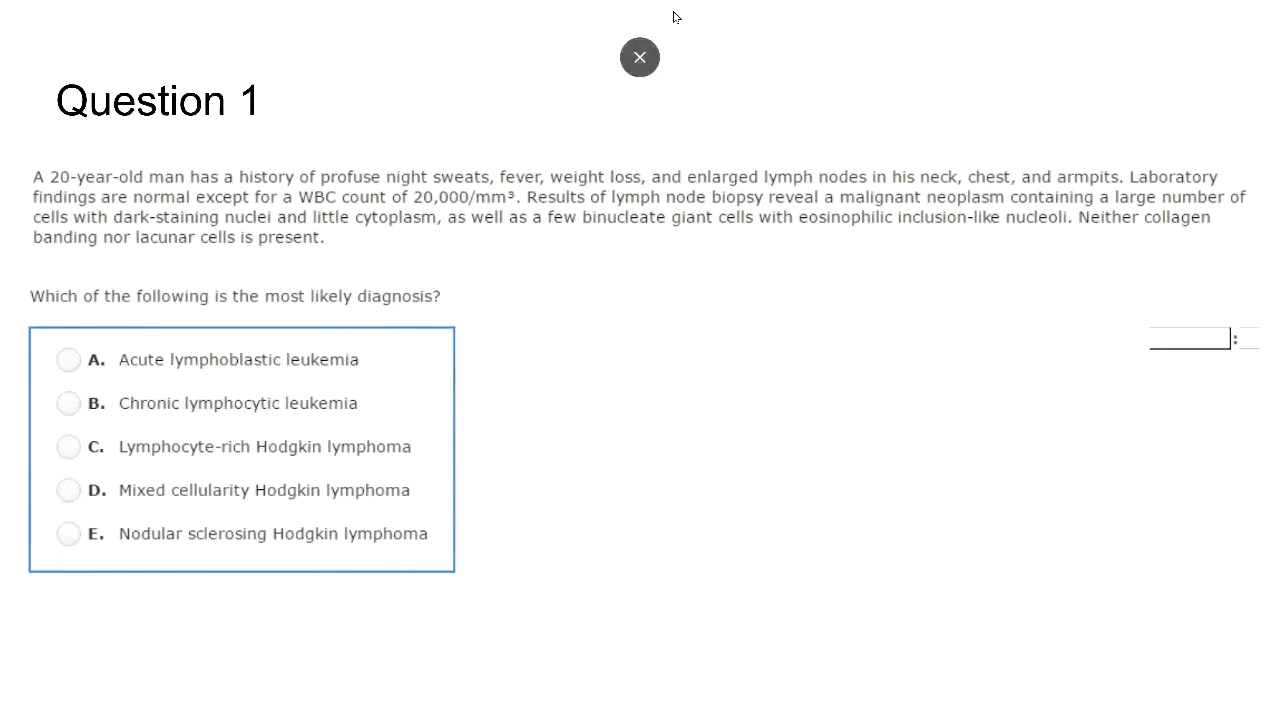 Question 1
A 20-year-old man has a history of profuse night sweats, fever, weight loss, and enlarged lymph nodes in his neck, chest, and armpits. Laboratory
findings are normal except for a WBC count of 20,000/mm³. Results of lymph node biopsy reveal a malignant neoplasm containing a large number of
cells with dark-staining nuclei and little cytoplasm, as well as a few binucleate giant cells with eosinophilic inclusion-like nucleoli. Neither collagen
banding nor lacunar cells is present.
Which of the following is the most likely diagnosis?
A. Acute lymphoblastic leukemia
B. Chronic lymphocytic leukemia
C. Lymphocyte-rich Hodgkin lymphoma
D. Mixed cellularity Hodgkin lymphoma
E. Nodular sclerosing Hodgkin lymphoma